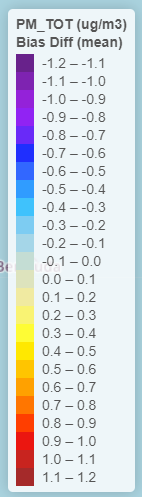 PM_TOT (ug/m3)
Bias Diff (mean)
-1.2 – -1.1
-1.1 – -1.0
-1.0 – -0.9
-0.9 – -0.8
-0.8 – -0.7
-0.7 – -0.6
-0.6 – -0.5
-0.5 – -0.4
-0.4 – -0.3
-0.3 – -0.2
-0.2 – -0.1
-0.1 – 0.0
0.0 – 0.1
0.1 – 0.2
0.2 – 0.3
0.3 – 0.4
0.4 – 0.5
0.5 – 0.6
0.6 – 0.7
0.7 – 0.8
0.8 – 0.9
0.9 – 1.0
1.0 – 1.1
1.1 – 1.2